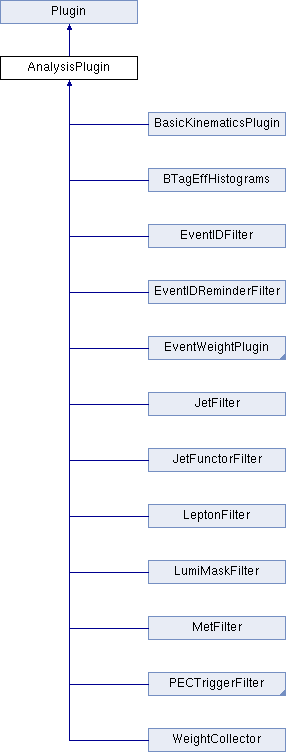 Plugin
AnalysisPlugin
BasicKinematicsPlugin
BTagEffHistograms
EventIDFilter
EventIDReminderFilter
EventWeightPlugin
JetFilter
JetFunctorFilter
LeptonFilter
LumiMaskFilter
MetFilter
PECTriggerFilter
WeightCollector